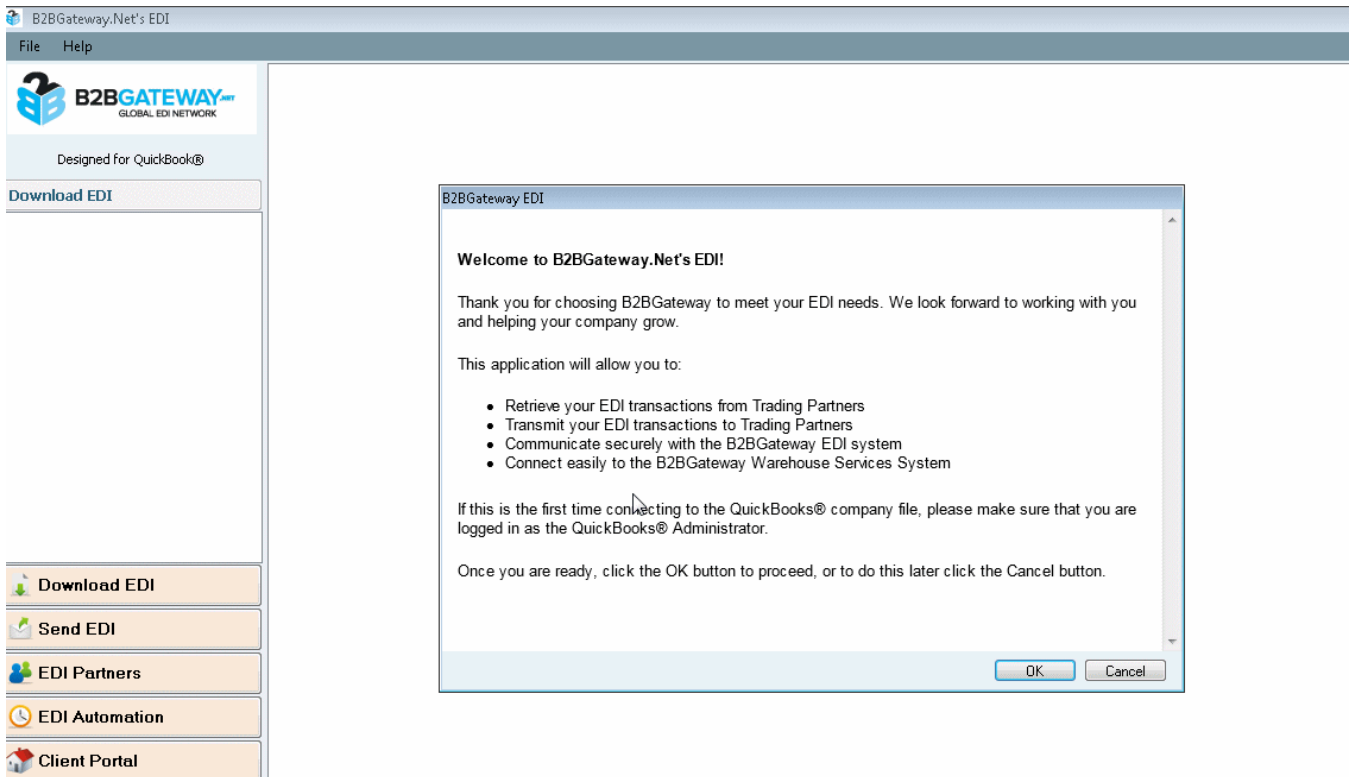 B2BGateway.Net's EDI
File Help
B2BGATEWAY.NET
GLOBAL EDI NETWORK
Designed for QuickBook®
Download EDI
B2BGateway EDI
Welcome to B2BGateway.Net's EDI!
Thank you for choosing B2BGateway to meet your EDI needs. We look forward to working with you
and helping your company grow.
This application will allow you to:
• Retrieve your EDI transactions from Trading Partners
• Transmit your EDI transactions to Trading Partners
• Communicate securely with the B2BGateway EDI system
• Connect easily to the B2BGateway Warehouse Services System
If this is the first time connecting to the QuickBooks® company file, please make sure that you are
logged in as the QuickBooks® Administrator.
Once you are ready, click the OK button to proceed, or to do this later click the Cancel button.
OK Cancel
Download EDI
Send EDI
EDI Partners
EDI Automation
Client Portal